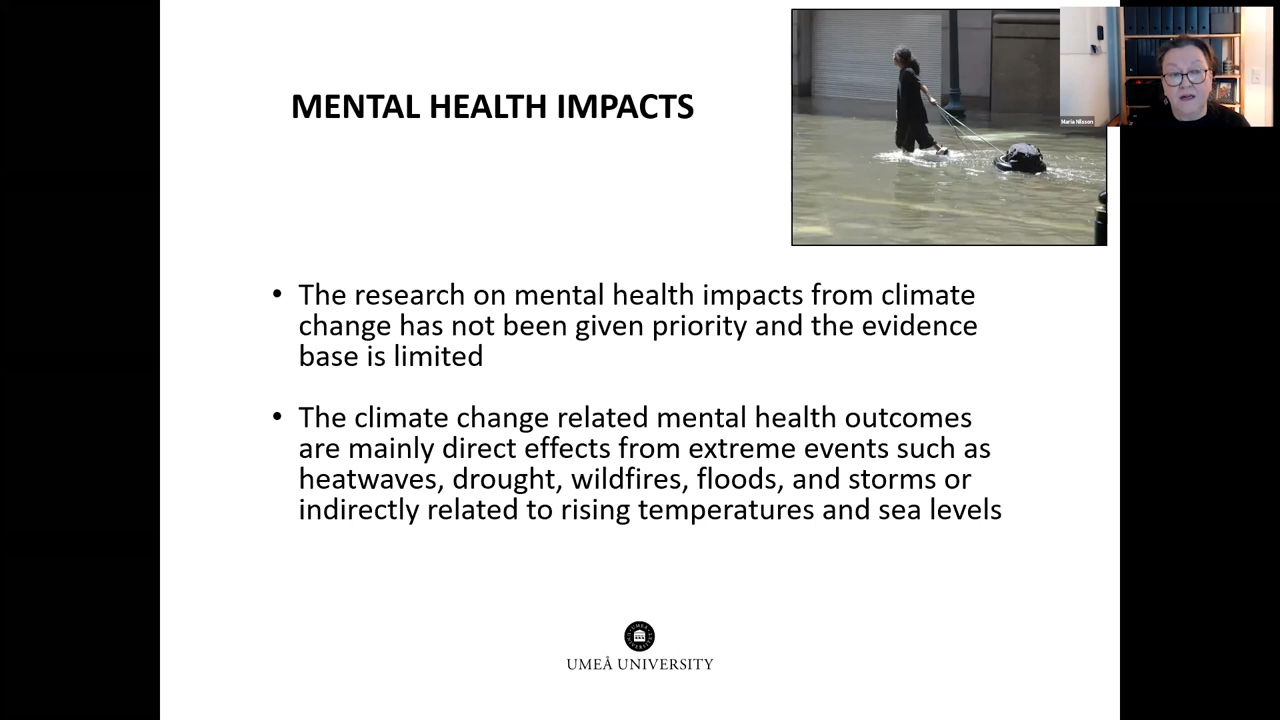 MENTAL HEALTH IMPACTS
Maria Nilsson
• The research on mental health impacts from climate
change has not been given priority and the evidence
base is limited
• The climate change related mental health outcomes
are mainly direct effects from extreme events such as
heatwaves, drought, wildfires, floods, and storms or
indirectly related to rising temperatures and sea levels
UMEÅ UNIVERSITY